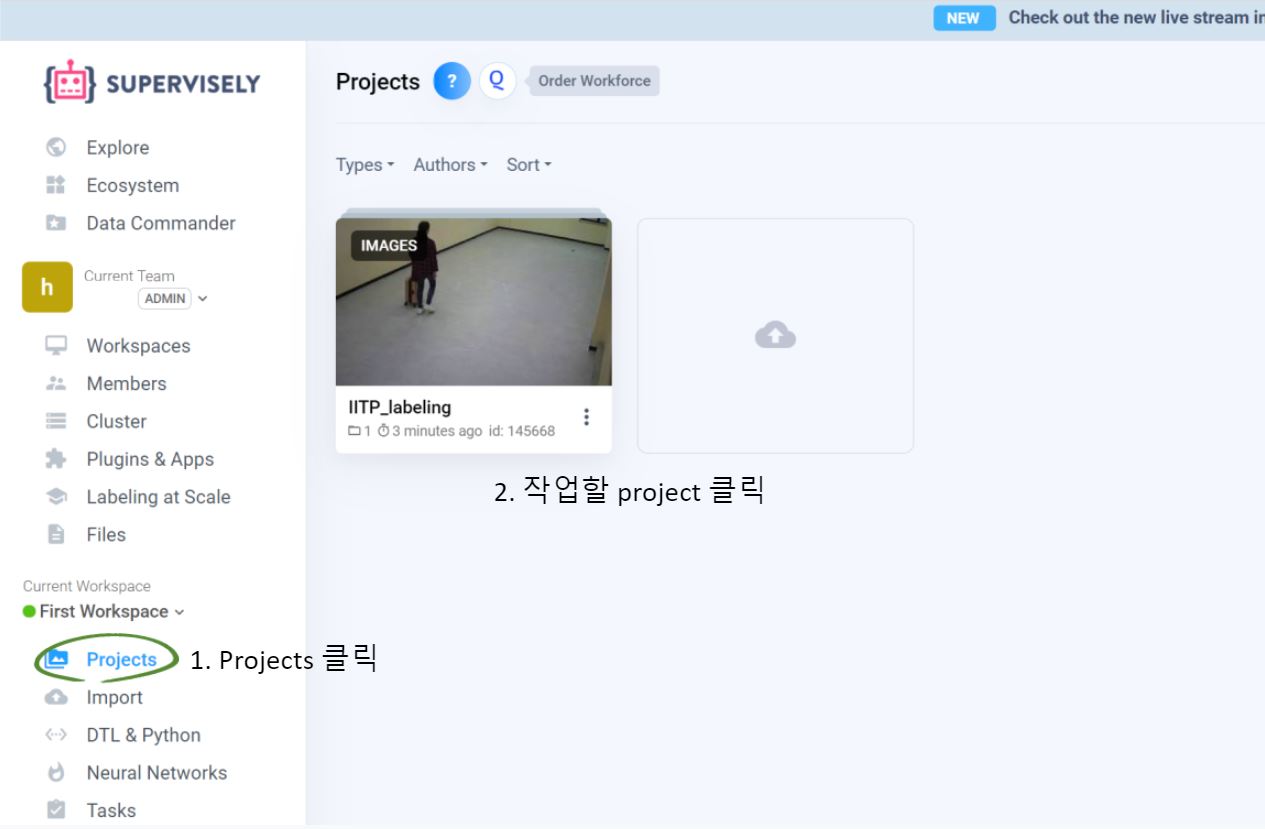 NEW Check out the new live stream in
SUPERVISELY
Explore
Ecosystem
Data Commander
h
Current Team
ADMIN
Workspaces
Members
Cluster
Plugins & Apps
Labeling at Scale
Files
Current Workspace
First Workspace
Projects
1. Projects 클릭
Import
DTL & Python
Neural Networks
Tasks
Projects ? Q Order Workforce
Types Authors Sort
IMAGES
IITP_labeling
1 3 minutes ago id: 145668
2. 작업할 project 클릭